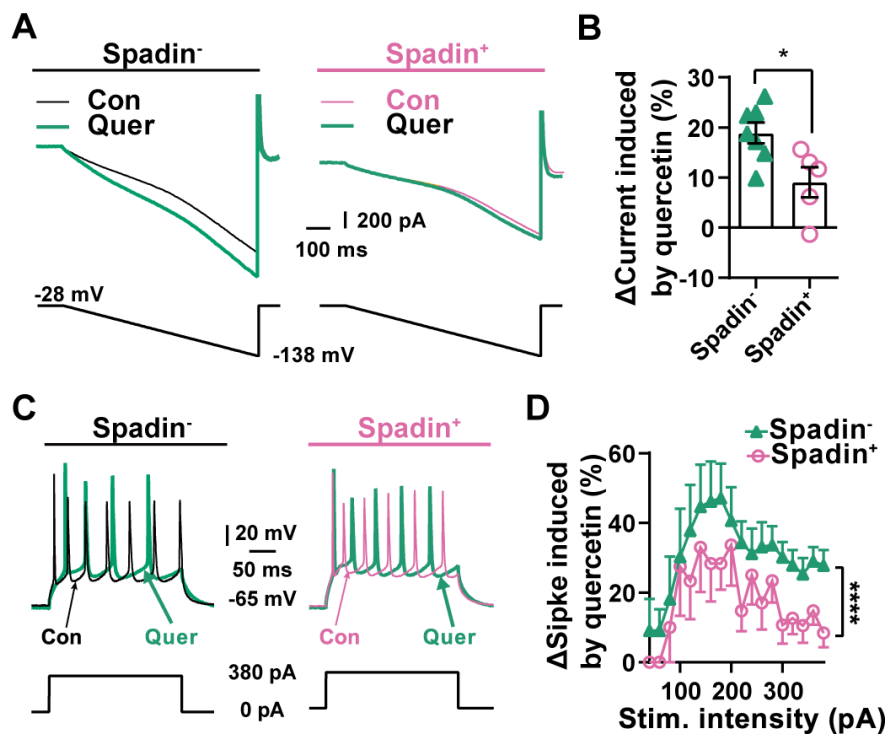 A
Spadin-
Spadin+
Con
Quer
Con
Quer
200 pA
100 ms
-28 mV
-138 mV
B
*
ΔCurrent induced
by quercetin (%)
30
20
10
0
-10
Spadin-
Spadin+
C
Spadin-
Spadin+
20 mV
50 ms
-65 mV
Con
Quer
Con
Quer
380 pA
0 pA
D
Spadin-
Spadin+
ΔSipke induced
by quercetin (%)
60
40
20
0
****
100 200 300
Stim. intensity (pA)